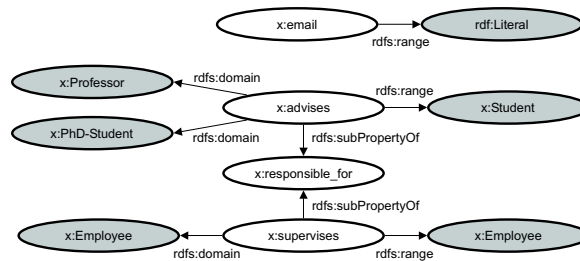 x:email
rdf:Literal
rdfs:range
x:Professor
rdfs:domain
rdfs:range
x:advises
x:Student
x:PhD-Student
rdfs:domain
rdfs:subPropertyOf
x:responsible_for
rdfs:subPropertyOf
x:Employee
x:supervises
x:Employee
rdfs:domain
rdfs:range